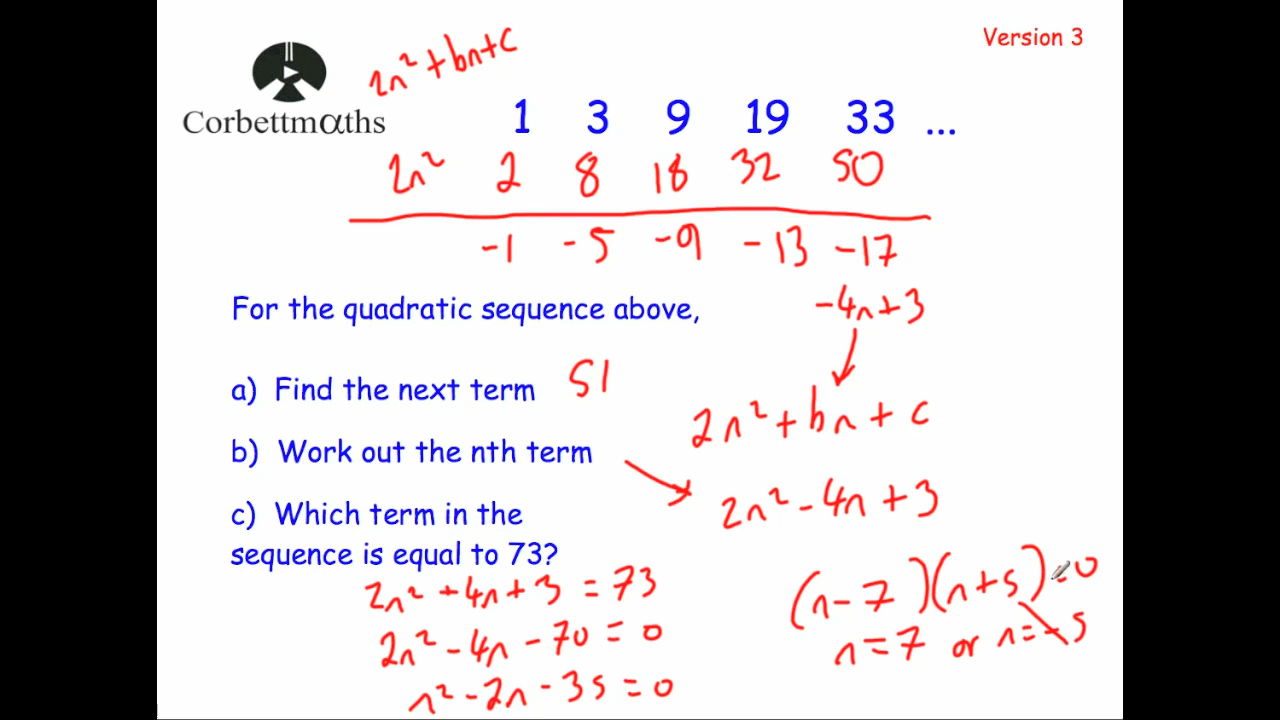 Version 3
2n² + bn + c
Corbettmαths
1 3 9 19 33 ...
2n² 2 8 18 32 50
-1 -5 -9 -13 -17
-4n + 3
For the quadratic sequence above,
a) Find the next term 51
2n² + bn + c
b) Work out the nth term
2n² - 4n + 3
c) Which term in the
sequence is equal to 73?
2n² + 4n + 3 = 73
(n - 7)(n + 5) = 0
2n² - 4n - 70 = 0
n = 7 or n = -5
n² - 2n - 35 = 0